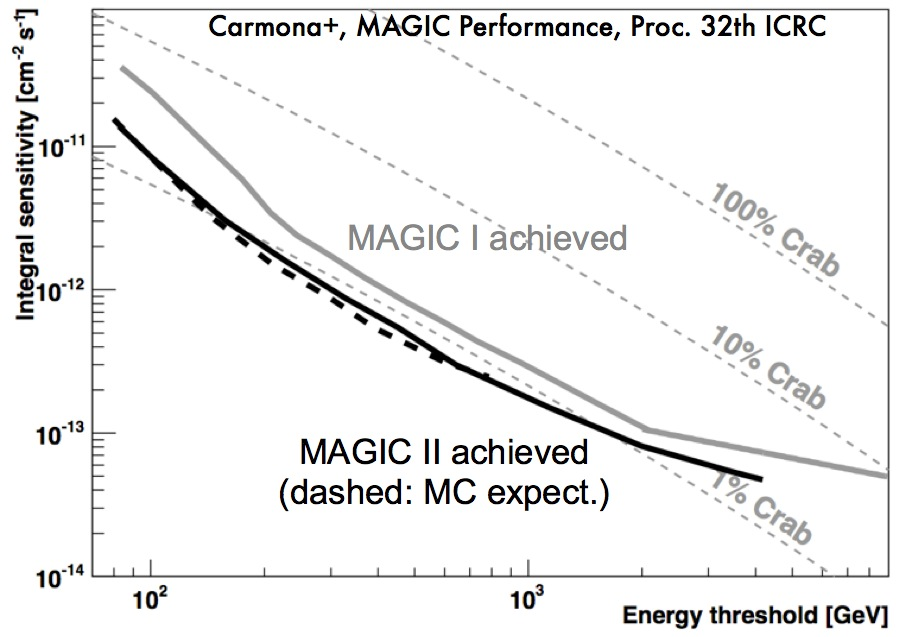 Carmona+, MAGIC Performance, Proc. 32th ICRC
Integral sensitivity [cm⁻² s⁻¹]
10⁻¹¹
10⁻¹²
10⁻¹³
10⁻¹⁴
100% Crab
MAGIC I achieved
10% Crab
MAGIC II achieved
(dashed: MC expect.)
1% Crab
10²
10³
Energy threshold [GeV]